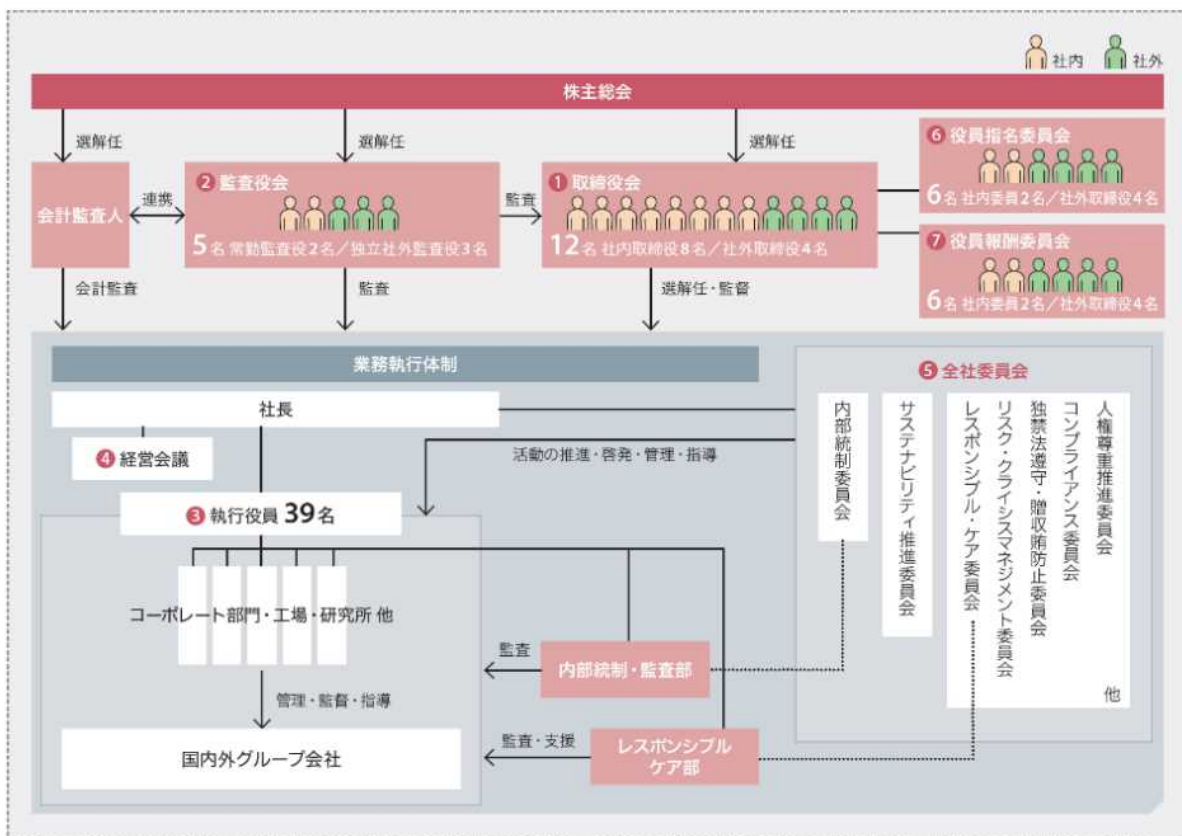 社内
社外
株主総会
選解任
選解任
選解任
会計監査人
連携
❷ 監査役会
5名 常勤監査役2名／独立社外監査役3名
監査
❶ 取締役会
12名 社内取締役8名／社外取締役4名
❻ 役員指名委員会
6名 社内委員2名／社外取締役4名
❼ 役員報酬委員会
6名 社内委員2名／社外取締役4名
会計監査
監査
選解任・監督
業務執行体制
社長
❹ 経営会議
活動の推進・啓発・管理・指導
❸ 執行役員 39名
コーポレート部門・工場・研究所 他
管理・監督・指導
国内外グループ会社
監査
内部統制・監査部
監査・支援
レスポンシブル
ケア部
❺ 全社委員会
人権尊重推進委員会
コンプライアンス委員会
独禁法遵守・贈収賄防止委員会
リスク・クライシスマネジメント委員会
レスポンシブル・ケア委員会
他
サステナビリティ推進委員会
内部統制委員会